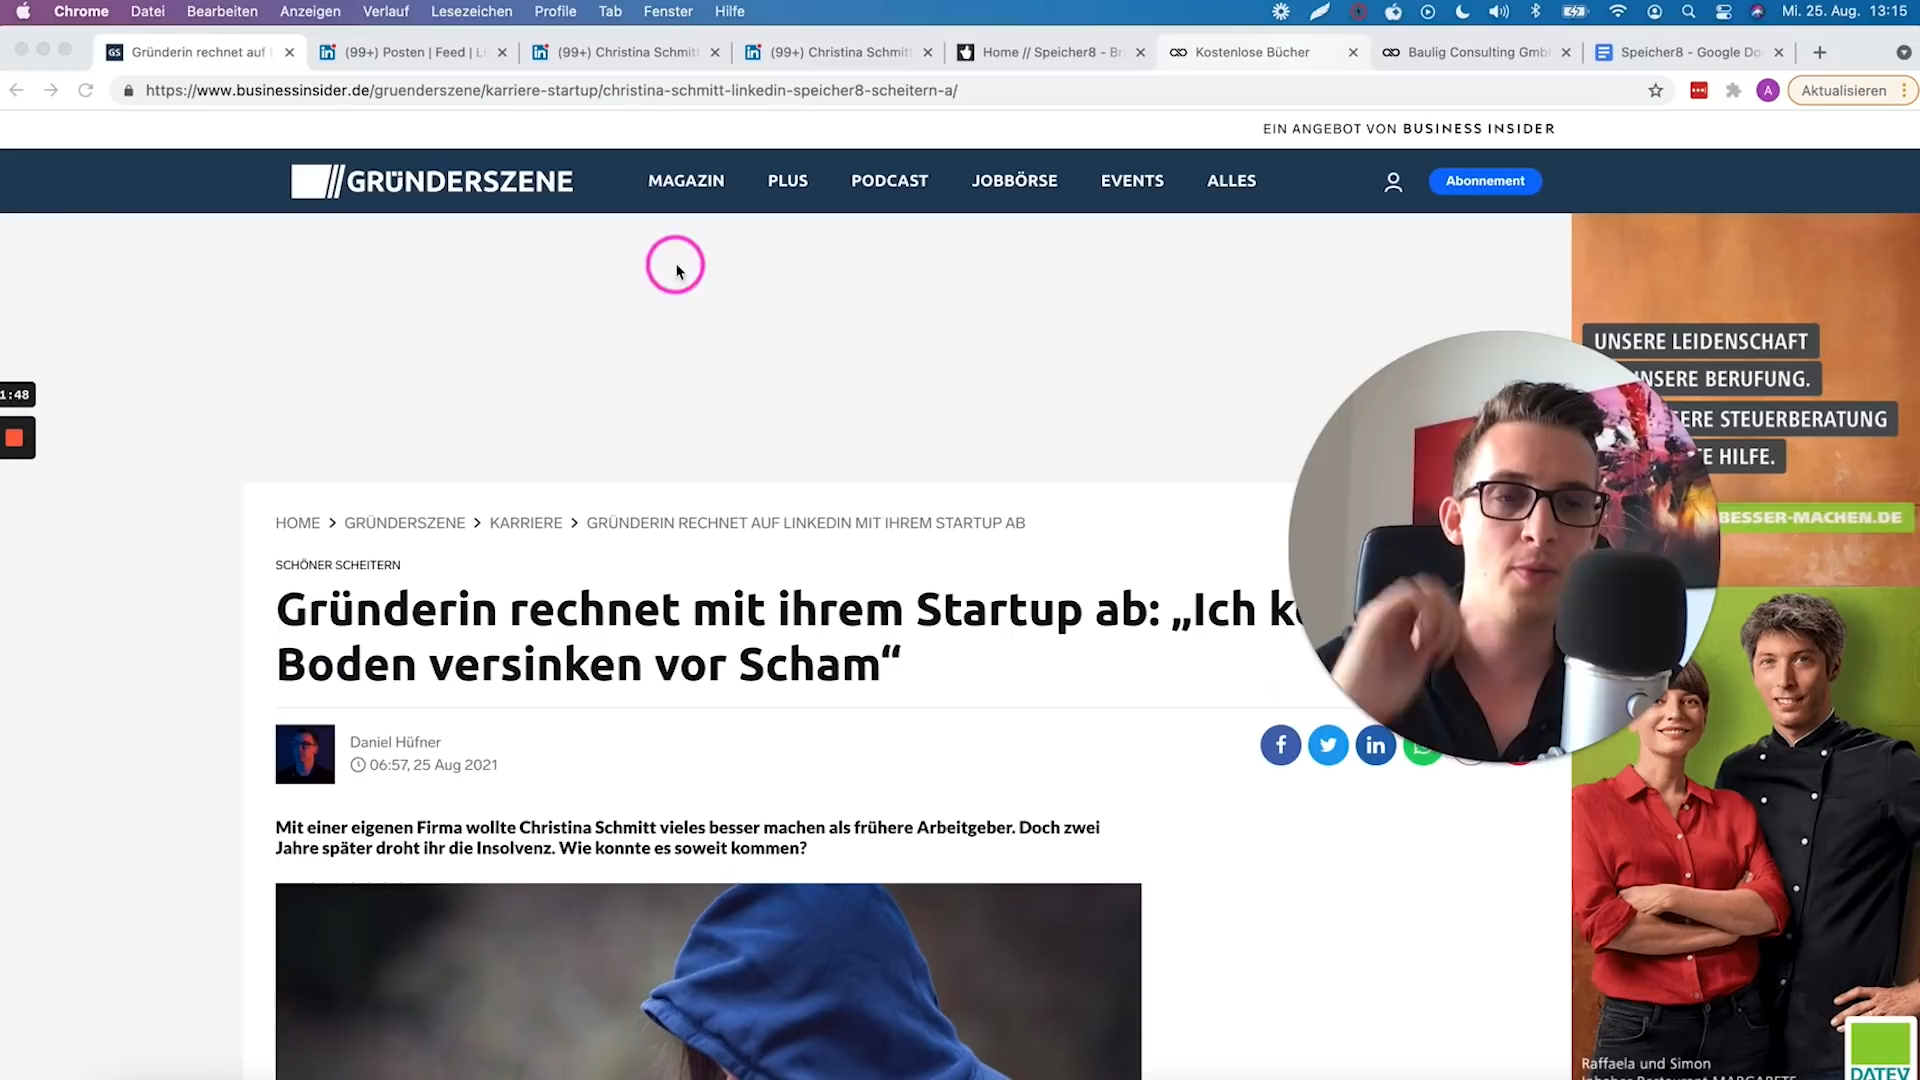 Chrome Datei Bearbeiten Anzeigen Verlauf Lesezeichen Profile Tab Fenster Hilfe Mi. 25. Aug. 13:15
GS Gründerin rechnet auf (99+) Posten | Feed | Li (99+) Christina Schmitt (99+) Christina Schmitt Home // Speicher8 - Br Kostenlose Bücher Baulig Consulting Gmb Speicher8 - Google Do
https://www.businessinsider.de/gruenderszene/karriere-startup/christina-schmitt-linkedin-speicher8-scheitern-a/ A Aktualisieren
EIN ANGEBOT VON BUSINESS INSIDER
GRÜNDERSZENE MAGAZIN PLUS PODCAST JOBBÖRSE EVENTS ALLES Abonnement
UNSERE LEIDENSCHAFT
NSERE BERUFUNG.
ERE STEUERBERATUNG
E HILFE.
BESSER-MACHEN.DE
1:48
HOME > GRÜNDERSZENE > KARRIERE > GRÜNDERIN RECHNET AUF LINKEDIN MIT IHREM STARTUP AB
SCHÖNER SCHEITERN
Gründerin rechnet mit ihrem Startup ab: „Ich k
Boden versinken vor Scham“
Daniel Hüfner
06:57, 25 Aug 2021
Mit einer eigenen Firma wollte Christina Schmitt vieles besser machen als frühere Arbeitgeber. Doch zwei
Jahre später droht ihr die Insolvenz. Wie konnte es soweit kommen?
Raffaela und Simon
DATEV